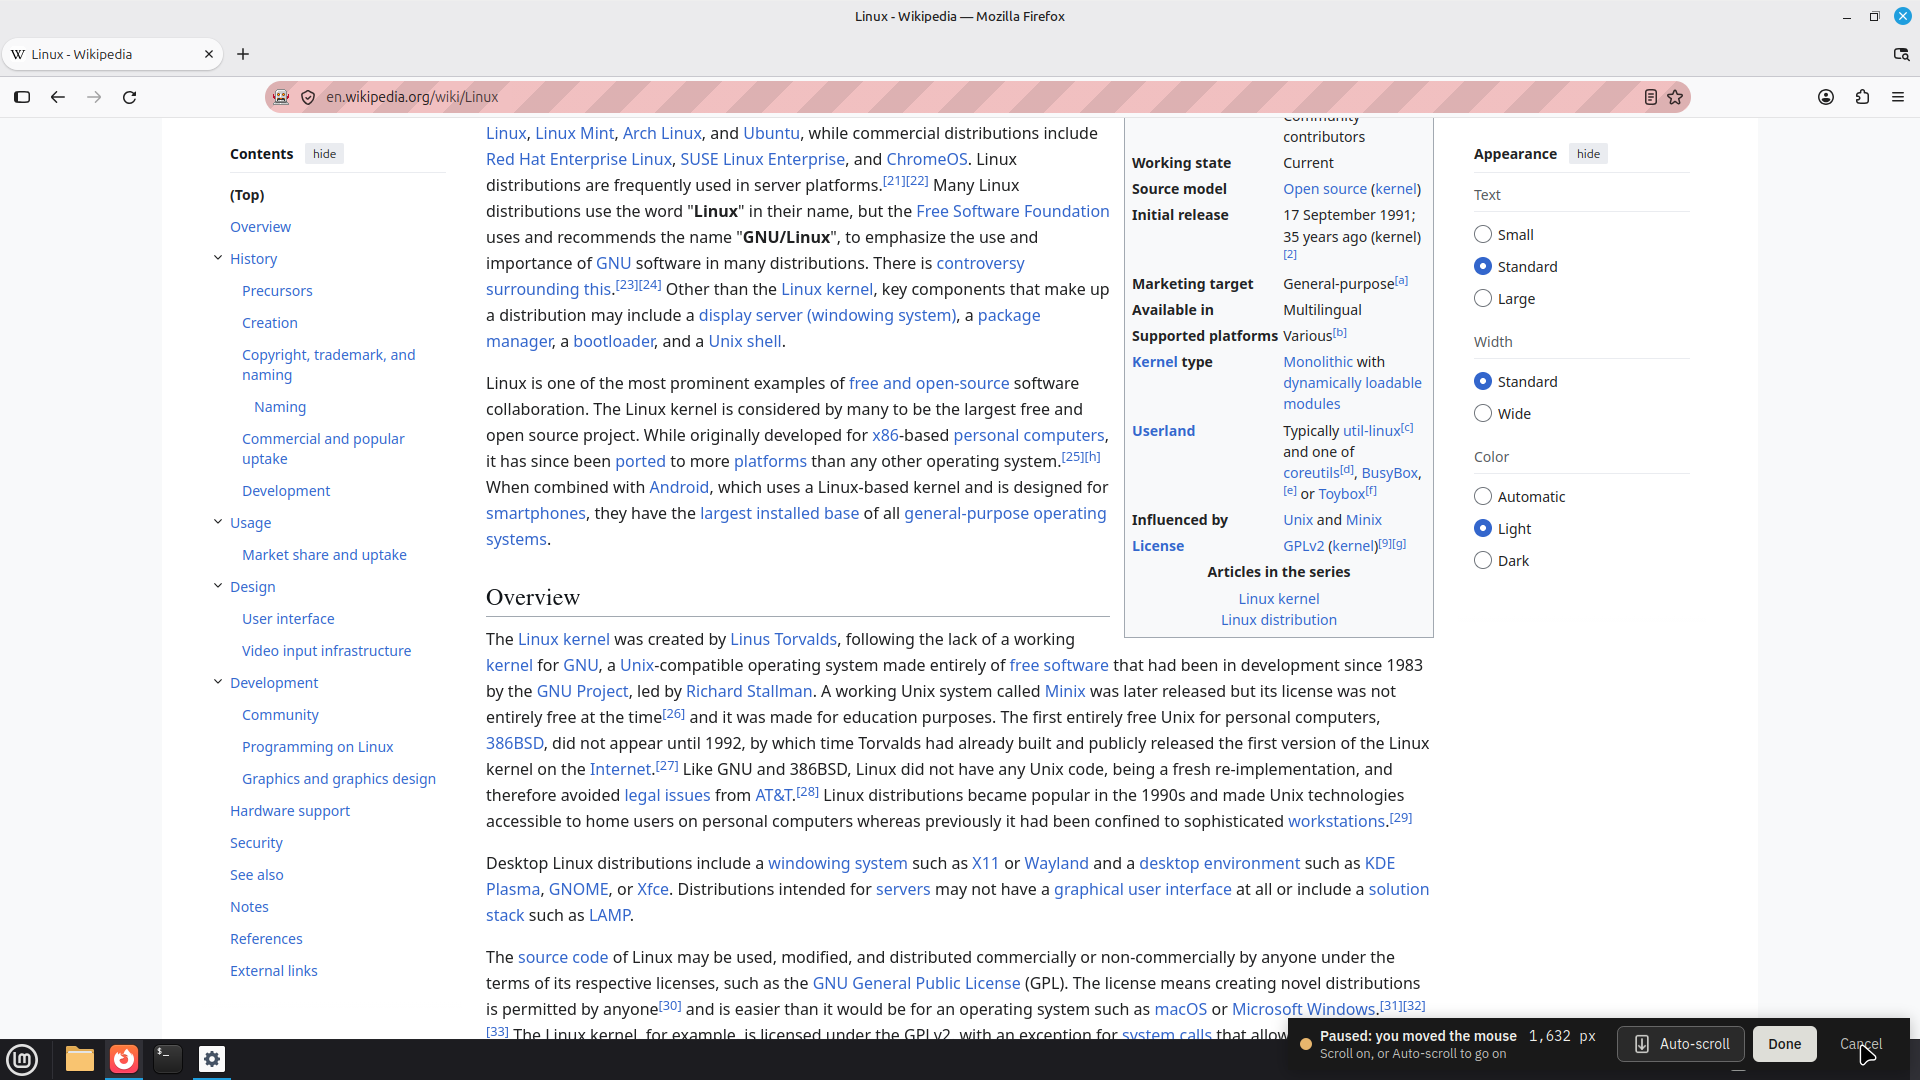 Linux - Wikipedia — Mozilla Firefox
Linux - Wikipedia
en.wikipedia.org/wiki/Linux
Contents hide
(Top)
Overview
History
Precursors
Creation
Copyright, trademark, and
naming
Naming
Commercial and popular
uptake
Development
Usage
Market share and uptake
Design
User interface
Video input infrastructure
Development
Community
Programming on Linux
Graphics and graphics design
Hardware support
Security
See also
Notes
References
External links
Linux, Linux Mint, Arch Linux, and Ubuntu, while commercial distributions include
Red Hat Enterprise Linux, SUSE Linux Enterprise, and ChromeOS. Linux
distributions are frequently used in server platforms.[21][22] Many Linux
distributions use the word "Linux" in their name, but the Free Software Foundation
uses and recommends the name "GNU/Linux", to emphasize the use and
importance of GNU software in many distributions. There is controversy
surrounding this.[23][24] Other than the Linux kernel, key components that make up
a distribution may include a display server (windowing system), a package
manager, a bootloader, and a Unix shell.
Linux is one of the most prominent examples of free and open-source software
collaboration. The Linux kernel is considered by many to be the largest free and
open source project. While originally developed for x86-based personal computers,
it has since been ported to more platforms than any other operating system.[25][h]
When combined with Android, which uses a Linux-based kernel and is designed for
smartphones, they have the largest installed base of all general-purpose operating
systems.
Community
contributors
Working state Current
Source model Open source (kernel)
Initial release 17 September 1991;
35 years ago (kernel)
[2]
Marketing target General-purpose[a]
Available in Multilingual
Supported platforms Various[b]
Kernel type Monolithic with
dynamically loadable
modules
Userland Typically util-linux[c]
and one of
coreutils[d], BusyBox,
[e] or Toybox[f]
Influenced by Unix and Minix
License GPLv2 (kernel)[9][g]
Articles in the series
Linux kernel
Linux distribution
Overview
The Linux kernel was created by Linus Torvalds, following the lack of a working
kernel for GNU, a Unix-compatible operating system made entirely of free software that had been in development since 1983
by the GNU Project, led by Richard Stallman. A working Unix system called Minix was later released but its license was not
entirely free at the time[26] and it was made for education purposes. The first entirely free Unix for personal computers,
386BSD, did not appear until 1992, by which time Torvalds had already built and publicly released the first version of the Linux
kernel on the Internet.[27] Like GNU and 386BSD, Linux did not have any Unix code, being a fresh re-implementation, and
therefore avoided legal issues from AT&T.[28] Linux distributions became popular in the 1990s and made Unix technologies
accessible to home users on personal computers whereas previously it had been confined to sophisticated workstations.[29]
Desktop Linux distributions include a windowing system such as X11 or Wayland and a desktop environment such as KDE
Plasma, GNOME, or Xfce. Distributions intended for servers may not have a graphical user interface at all or include a solution
stack such as LAMP.
The source code of Linux may be used, modified, and distributed commercially or non-commercially by anyone under the
terms of its respective licenses, such as the GNU General Public License (GPL). The license means creating novel distributions
is permitted by anyone[30] and is easier than it would be for an operating system such as macOS or Microsoft Windows.[31][32]
[33] The Linux kernel, for example, is licensed under the GPLv2, with an exception for system calls that allow
Appearance hide
Text
Small
Standard
Large
Width
Standard
Wide
Color
Automatic
Light
Dark
Paused: you moved the mouse 1,632 px
Scroll on, or Auto-scroll to go on
Auto-scroll
Done
Cancel